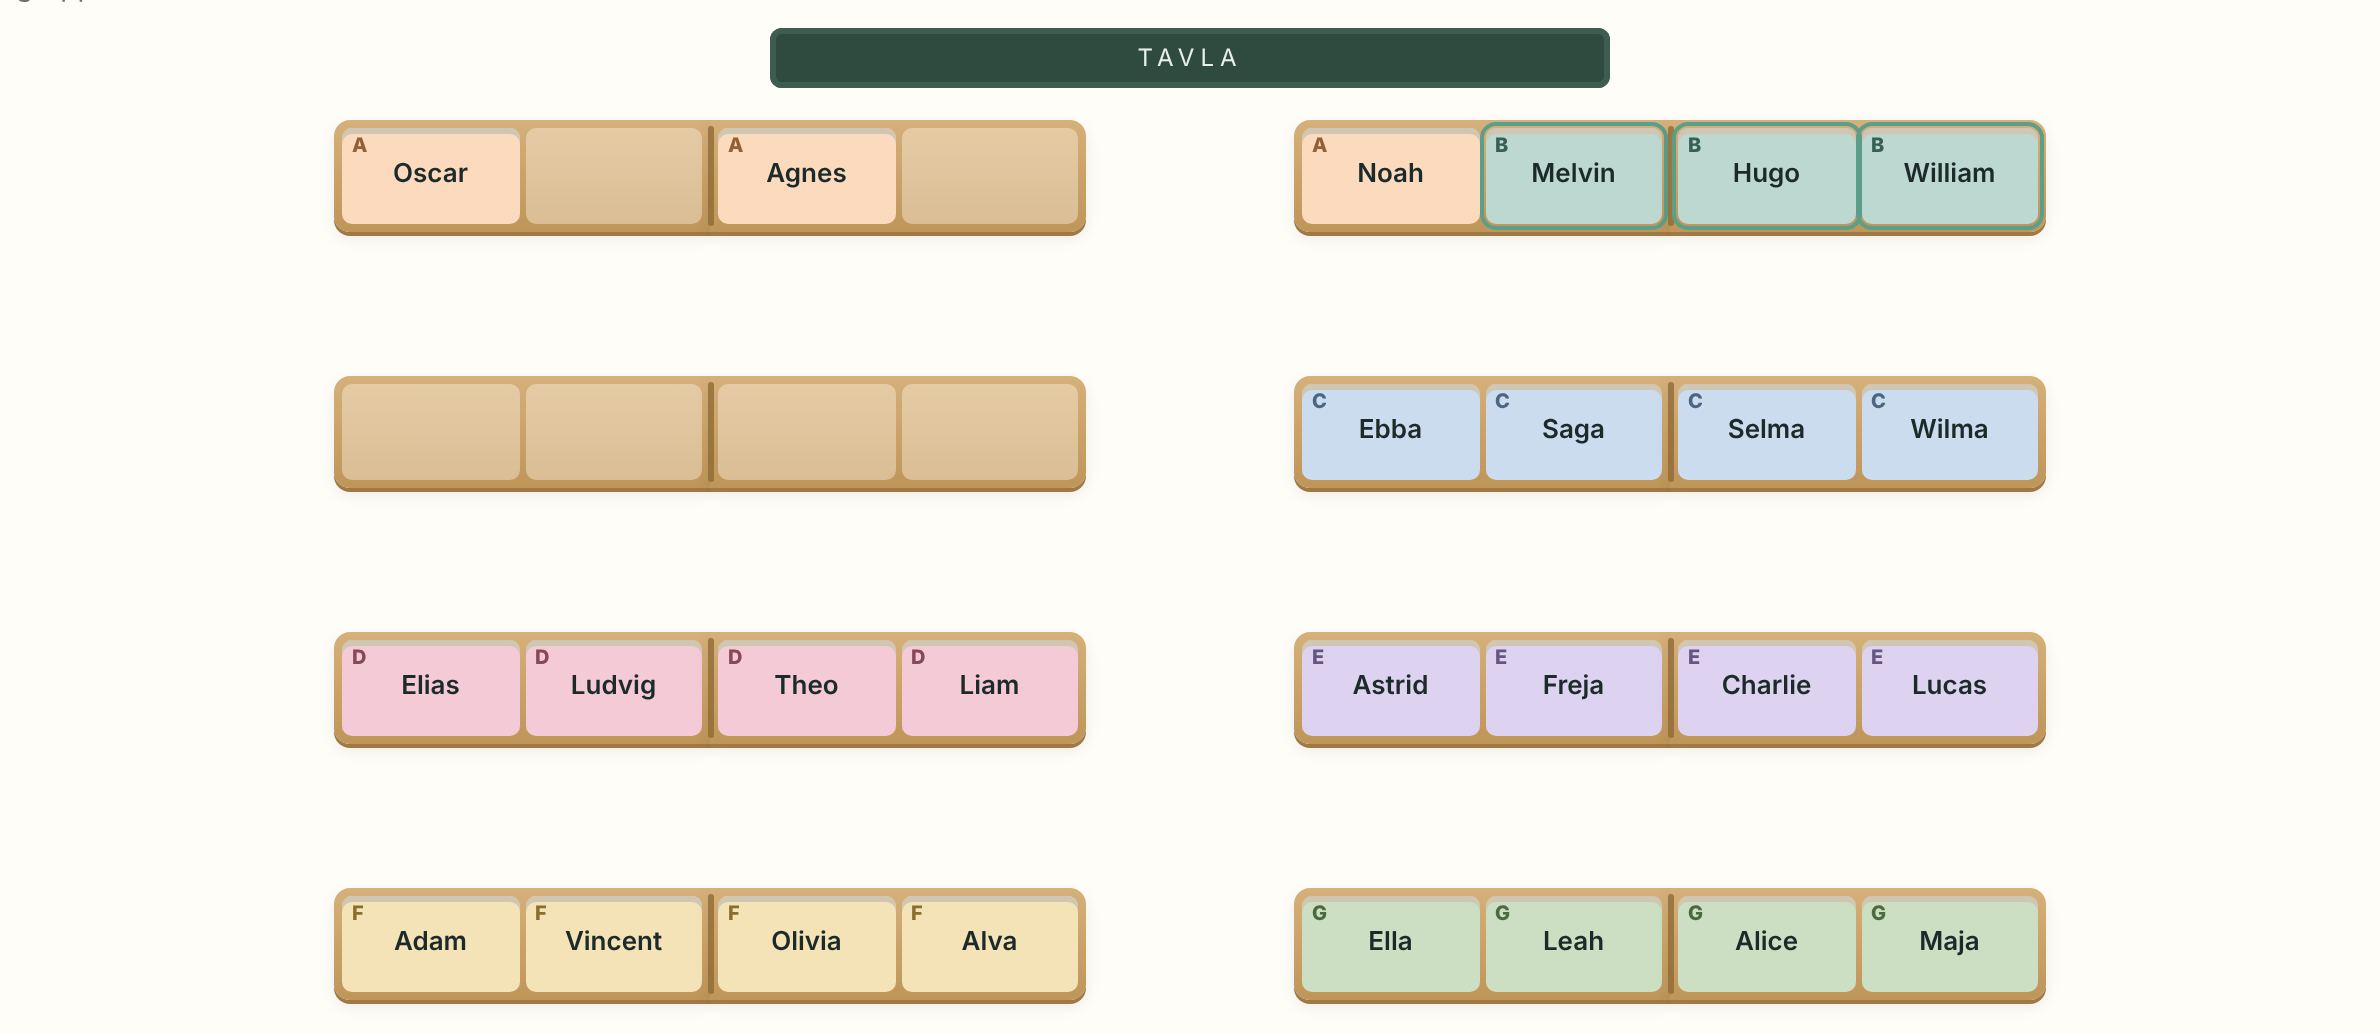 TAVLA
A Oscar
A Agnes
A Noah
B Melvin
B Hugo
B William
C Ebba
C Saga
C Selma
C Wilma
D Elias
D Ludvig
D Theo
D Liam
E Astrid
E Freja
E Charlie
E Lucas
F Adam
F Vincent
F Olivia
F Alva
G Ella
G Leah
G Alice
G Maja